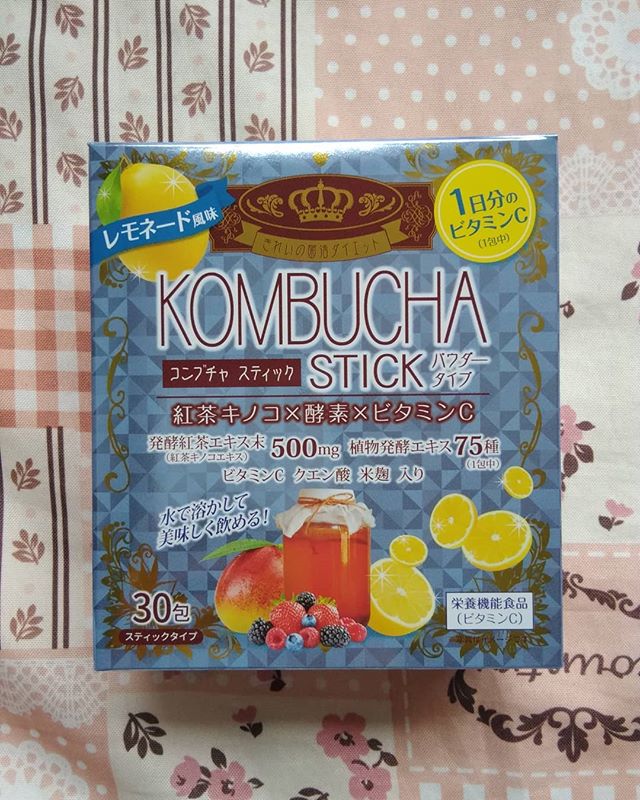 レモネード風味
きれいの菌活ダイエット
1日分の
ビタミンC
(1包中)
KOMBUCHA
コンブチャ スティック
STICK
パウダー
タイプ
紅茶キノコ×酵素×ビタミンC
発酵紅茶エキス末
(紅茶キノコエキス)
500mg
植物発酵エキス75種
(1包中)
ビタミンC クエン酸 米麹 入り
水で溶かして
美味しく飲める!
30包
スティックタイプ
栄養機能食品
(ビタミンC)
ountr